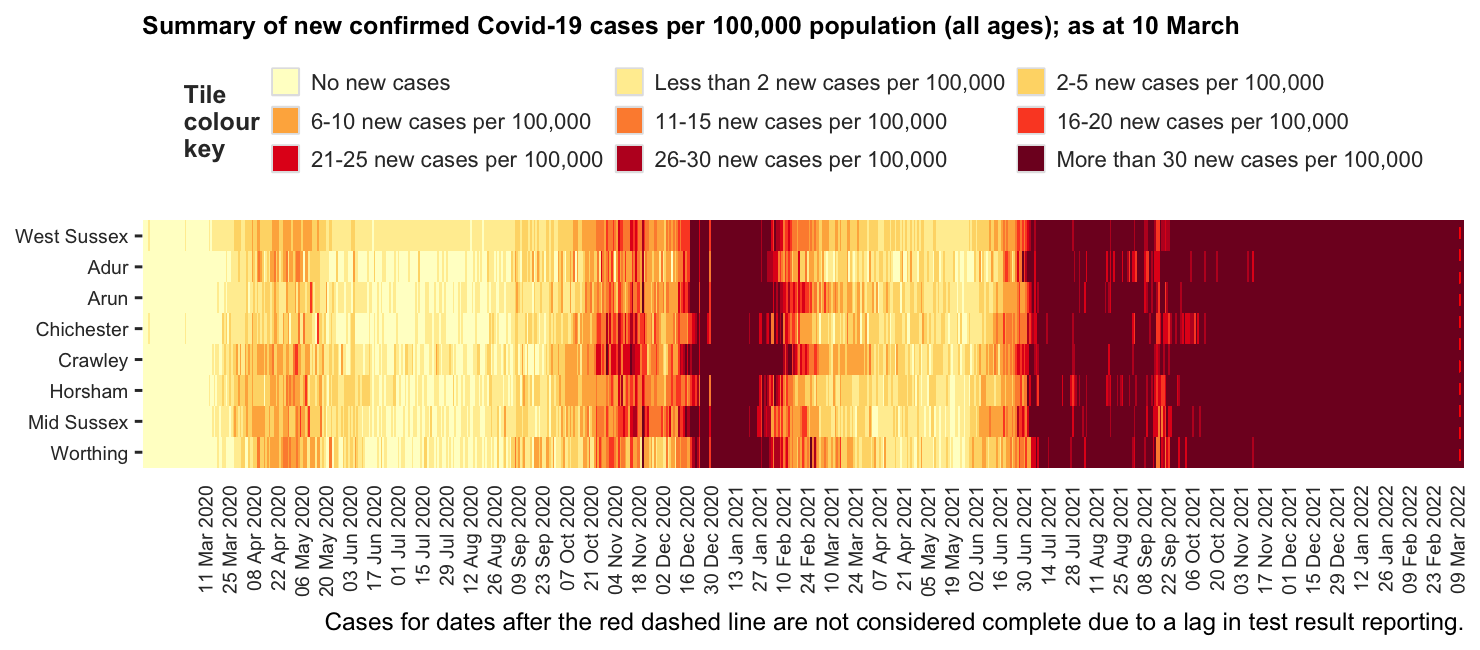 Summary of new confirmed Covid-19 cases per 100,000 population (all ages); as at 10 March
Tile
colour
key
No new cases
Less than 2 new cases per 100,000
2-5 new cases per 100,000
6-10 new cases per 100,000
11-15 new cases per 100,000
16-20 new cases per 100,000
21-25 new cases per 100,000
26-30 new cases per 100,000
More than 30 new cases per 100,000
West Sussex
Adur
Arun
Chichester
Crawley
Horsham
Mid Sussex
Worthing
11 Mar 2020
25 Mar 2020
08 Apr 2020
22 Apr 2020
06 May 2020
20 May 2020
03 Jun 2020
17 Jun 2020
01 Jul 2020
15 Jul 2020
29 Jul 2020
12 Aug 2020
26 Aug 2020
09 Sep 2020
23 Sep 2020
07 Oct 2020
21 Oct 2020
04 Nov 2020
18 Nov 2020
02 Dec 2020
16 Dec 2020
30 Dec 2020
13 Jan 2021
27 Jan 2021
10 Feb 2021
24 Feb 2021
10 Mar 2021
24 Mar 2021
07 Apr 2021
21 Apr 2021
05 May 2021
19 May 2021
02 Jun 2021
16 Jun 2021
30 Jun 2021
14 Jul 2021
28 Jul 2021
11 Aug 2021
25 Aug 2021
08 Sep 2021
22 Sep 2021
06 Oct 2021
20 Oct 2021
03 Nov 2021
17 Nov 2021
01 Dec 2021
15 Dec 2021
29 Dec 2021
12 Jan 2022
26 Jan 2022
09 Feb 2022
23 Feb 2022
09 Mar 2022
Cases for dates after the red dashed line are not considered complete due to a lag in test result reporting.